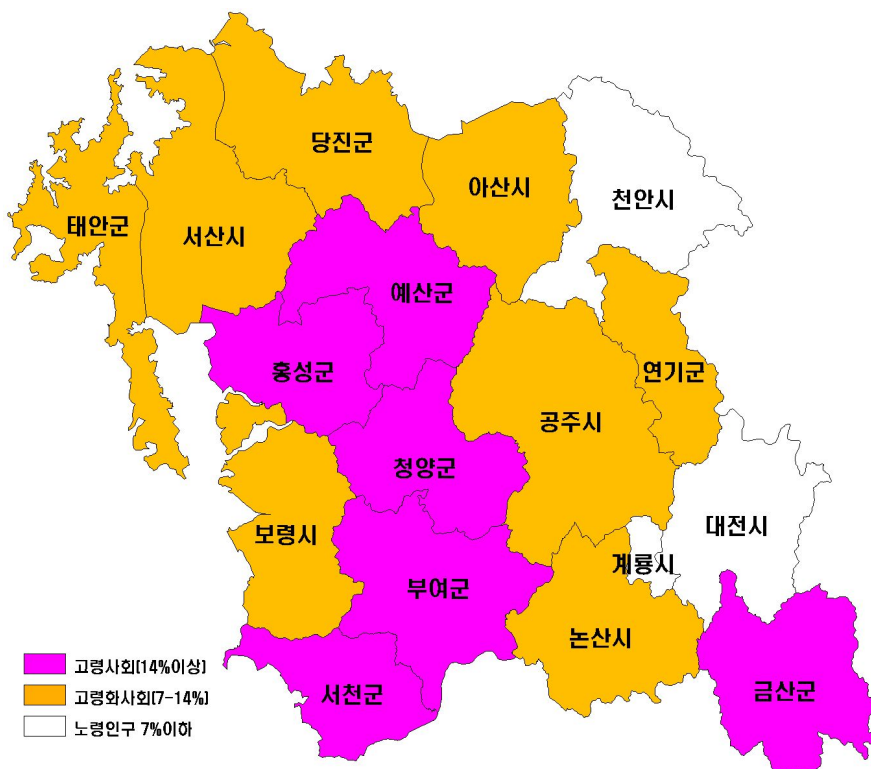 당진군
아산시
천안시
태안군
서산시
예산군
홍성군
연기군
공주시
청양군
대전시
보령시
계룡시
부여군
논산시
서천군
금산군
고령사회(14%이상)
고령화사회(7-14%)
노령인구 7%이하